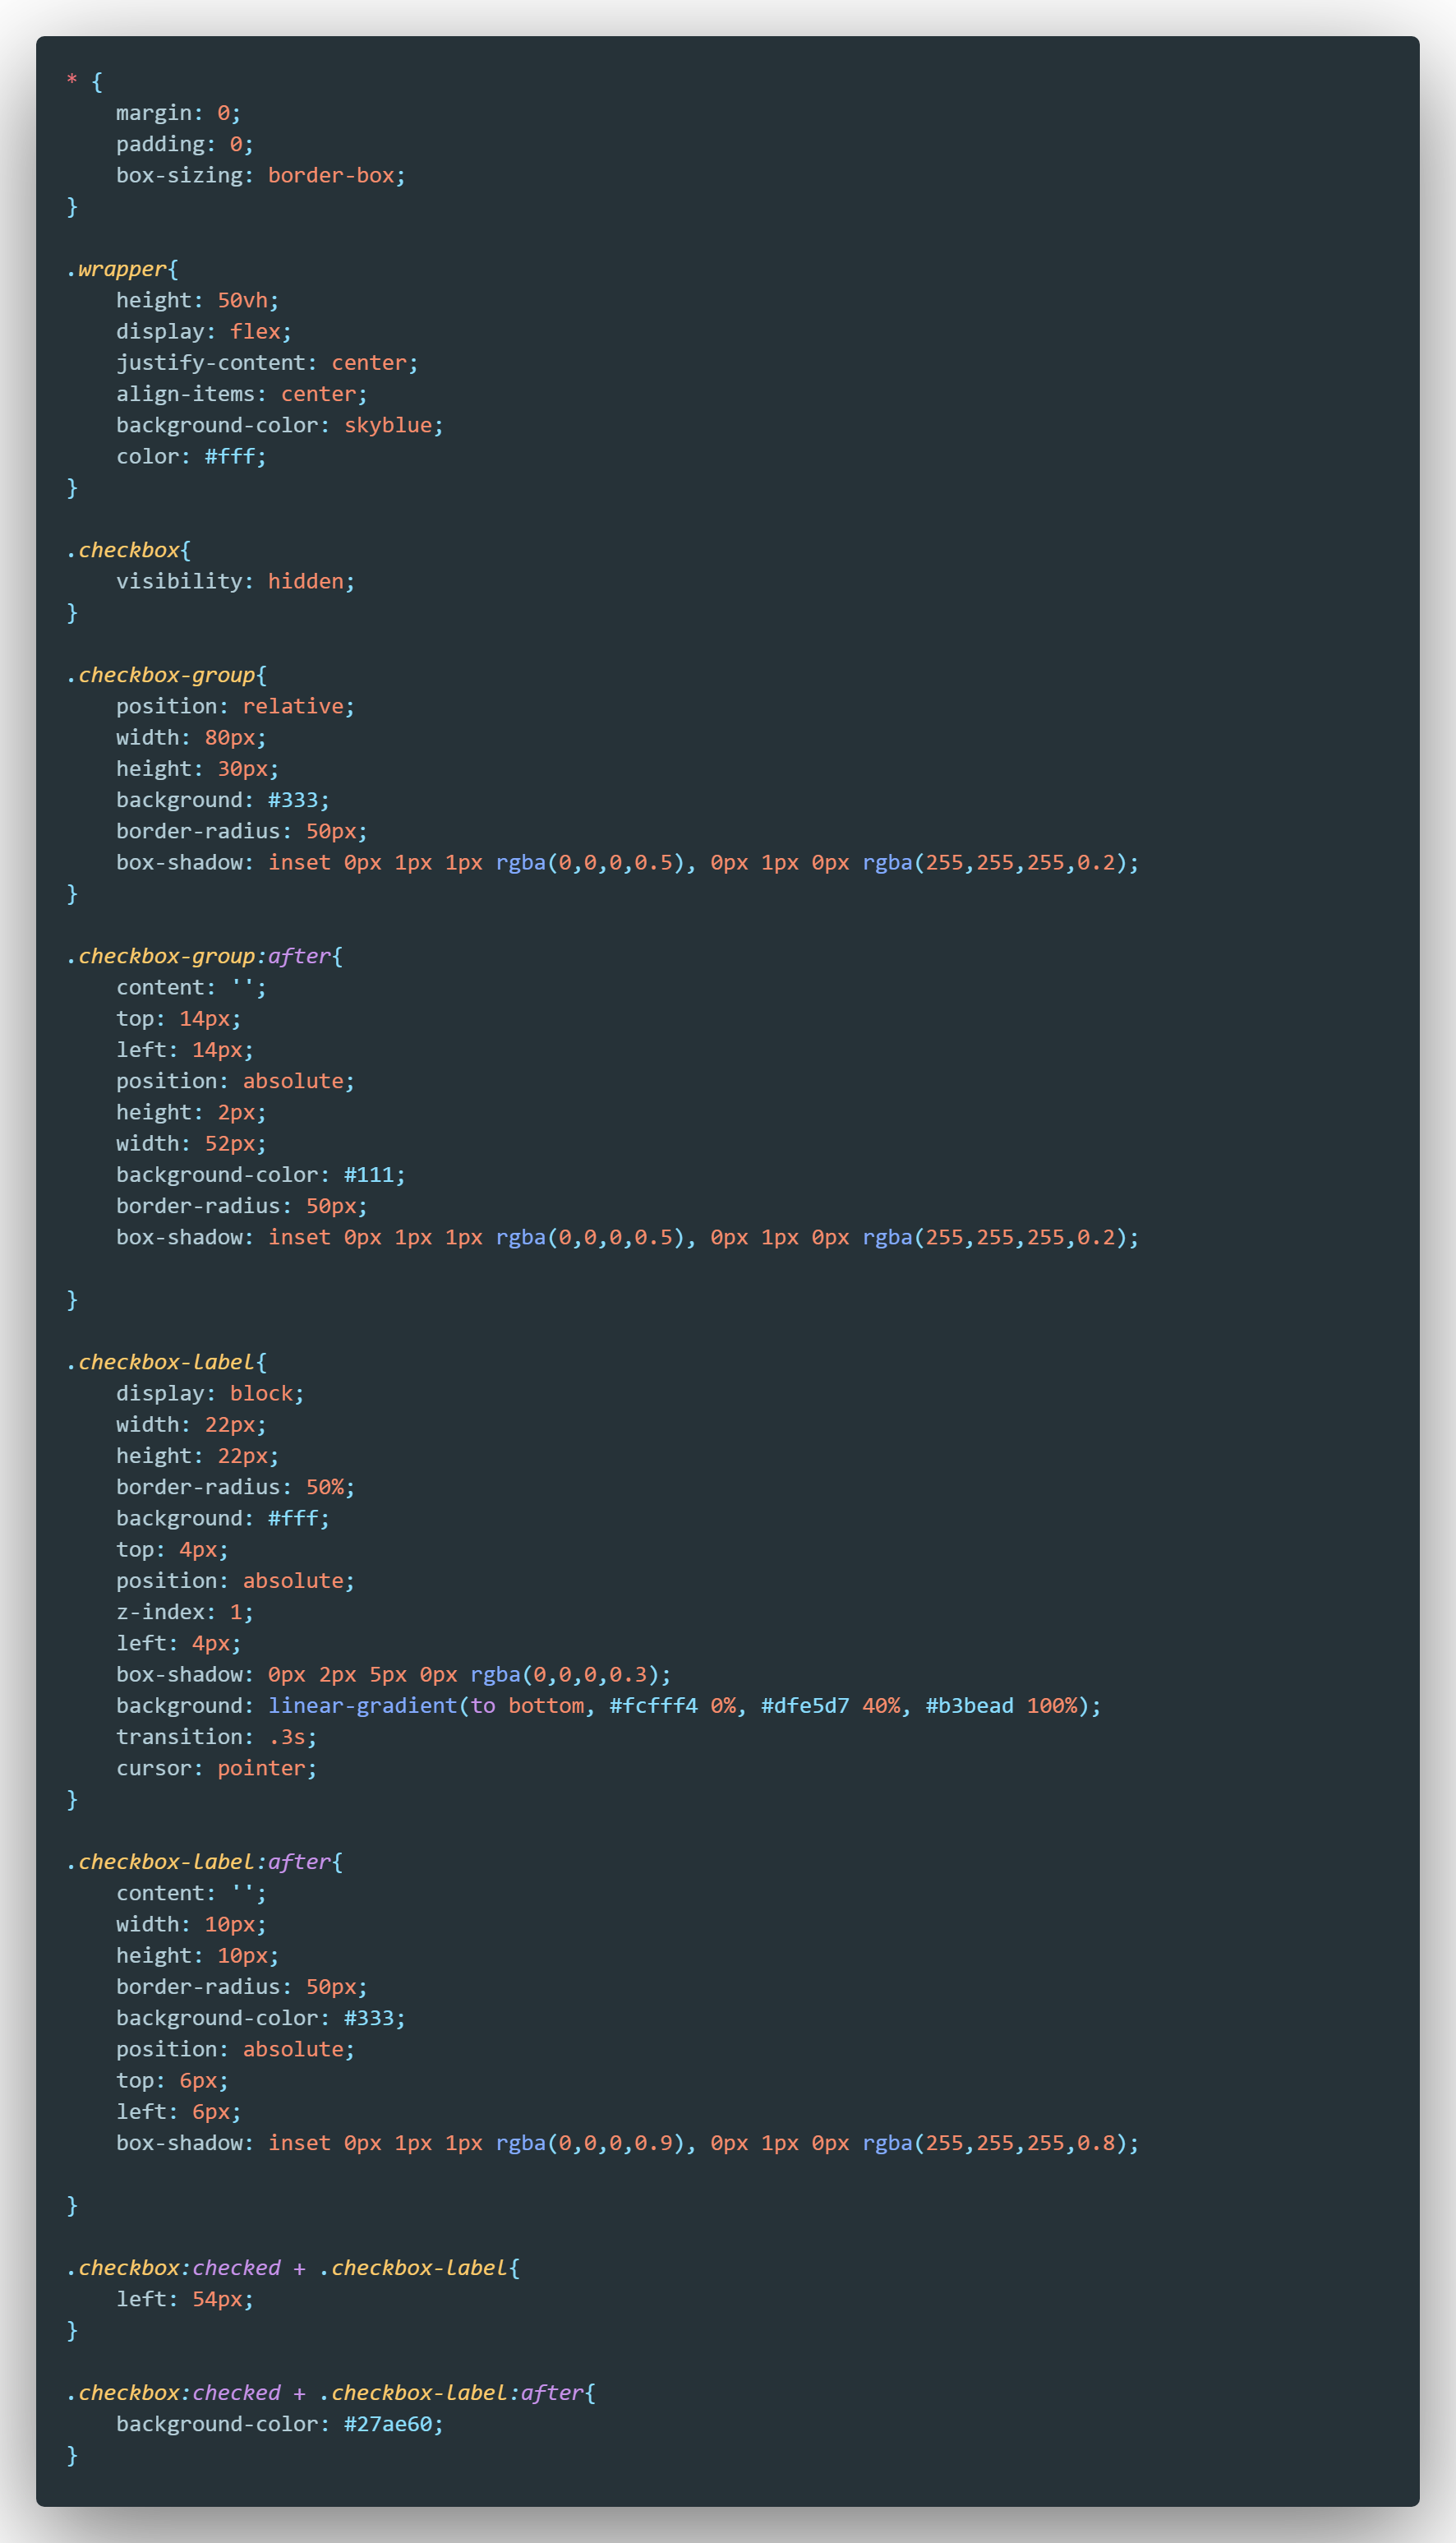 * {
    margin: 0;
    padding: 0;
    box-sizing: border-box;
}

.wrapper{
    height: 50vh;
    display: flex;
    justify-content: center;
    align-items: center;
    background-color: skyblue;
    color: #fff;
}

.checkbox{
    visibility: hidden;
}

.checkbox-group{
    position: relative;
    width: 80px;
    height: 30px;
    background: #333;
    border-radius: 50px;
    box-shadow: inset 0px 1px 1px rgba(0,0,0,0.5), 0px 1px 0px rgba(255,255,255,0.2);
}

.checkbox-group:after{
    content: '';
    top: 14px;
    left: 14px;
    position: absolute;
    height: 2px;
    width: 52px;
    background-color: #111;
    border-radius: 50px;
    box-shadow: inset 0px 1px 1px rgba(0,0,0,0.5), 0px 1px 0px rgba(255,255,255,0.2);

}

.checkbox-label{
    display: block;
    width: 22px;
    height: 22px;
    border-radius: 50%;
    background: #fff;
    top: 4px;
    position: absolute;
    z-index: 1;
    left: 4px;
    box-shadow: 0px 2px 5px 0px rgba(0,0,0,0.3);
    background: linear-gradient(to bottom, #fcfff4 0%, #dfe5d7 40%, #b3bead 100%);
    transition: .3s;
    cursor: pointer;
}

.checkbox-label:after{
    content: '';
    width: 10px;
    height: 10px;
    border-radius: 50px;
    background-color: #333;
    position: absolute;
    top: 6px;
    left: 6px;
    box-shadow: inset 0px 1px 1px rgba(0,0,0,0.9), 0px 1px 0px rgba(255,255,255,0.8);

}

.checkbox:checked + .checkbox-label{
    left: 54px;
}

.checkbox:checked + .checkbox-label:after{
    background-color: #27ae60;
}